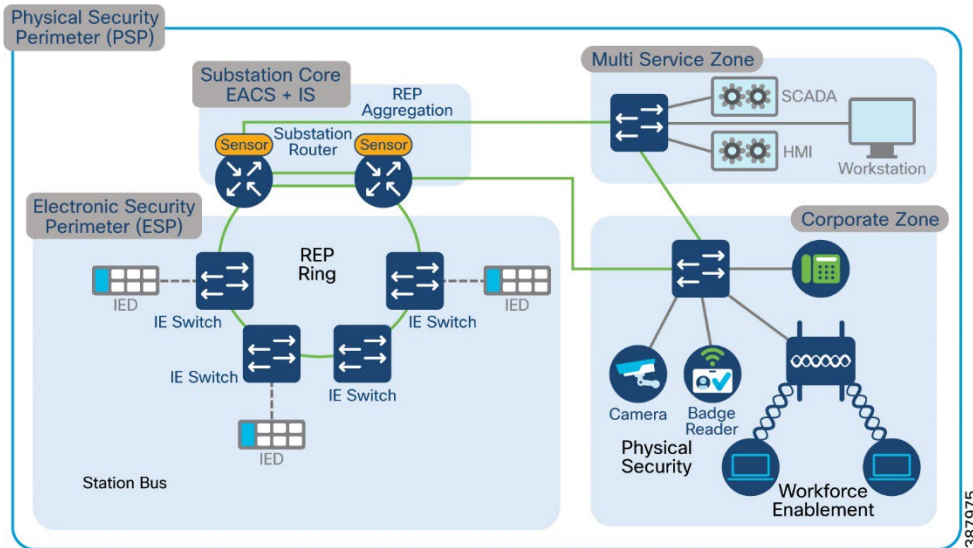 Physical Security
Perimeter (PSP)
Substation Core
EACS + IS
REP
Aggregation
Sensor
Substation
Router
Sensor
Multi Service Zone
SCADA
HMI
Workstation
Electronic Security
Perimeter (ESP)
REP
Ring
IED
IE Switch
IE Switch
IED
IE Switch
IE Switch
IED
Station Bus
Corporate Zone
Camera
Badge
Reader
Physical
Security
Workforce
Enablement
387975